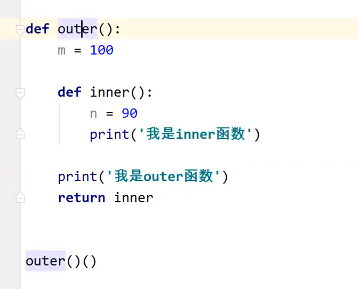 def outer():
    m = 100
    def inner():
        n = 90
        print('我是inner函数')
    print('我是outer函数')
    return inner
outer()()